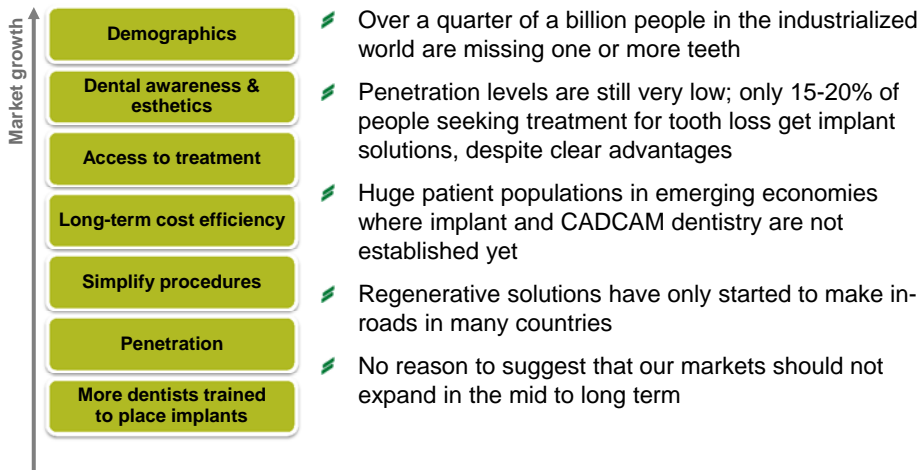 Market growth
Demographics
Dental awareness &
esthetics
Access to treatment
Long-term cost efficiency
Simplify procedures
Penetration
More dentists trained
to place implants
Over a quarter of a billion people in the industrialized
world are missing one or more teeth
Penetration levels are still very low; only 15-20% of
people seeking treatment for tooth loss get implant
solutions, despite clear advantages
Huge patient populations in emerging economies
where implant and CADCAM dentistry are not
established yet
Regenerative solutions have only started to make in-
roads in many countries
No reason to suggest that our markets should not
expand in the mid to long term